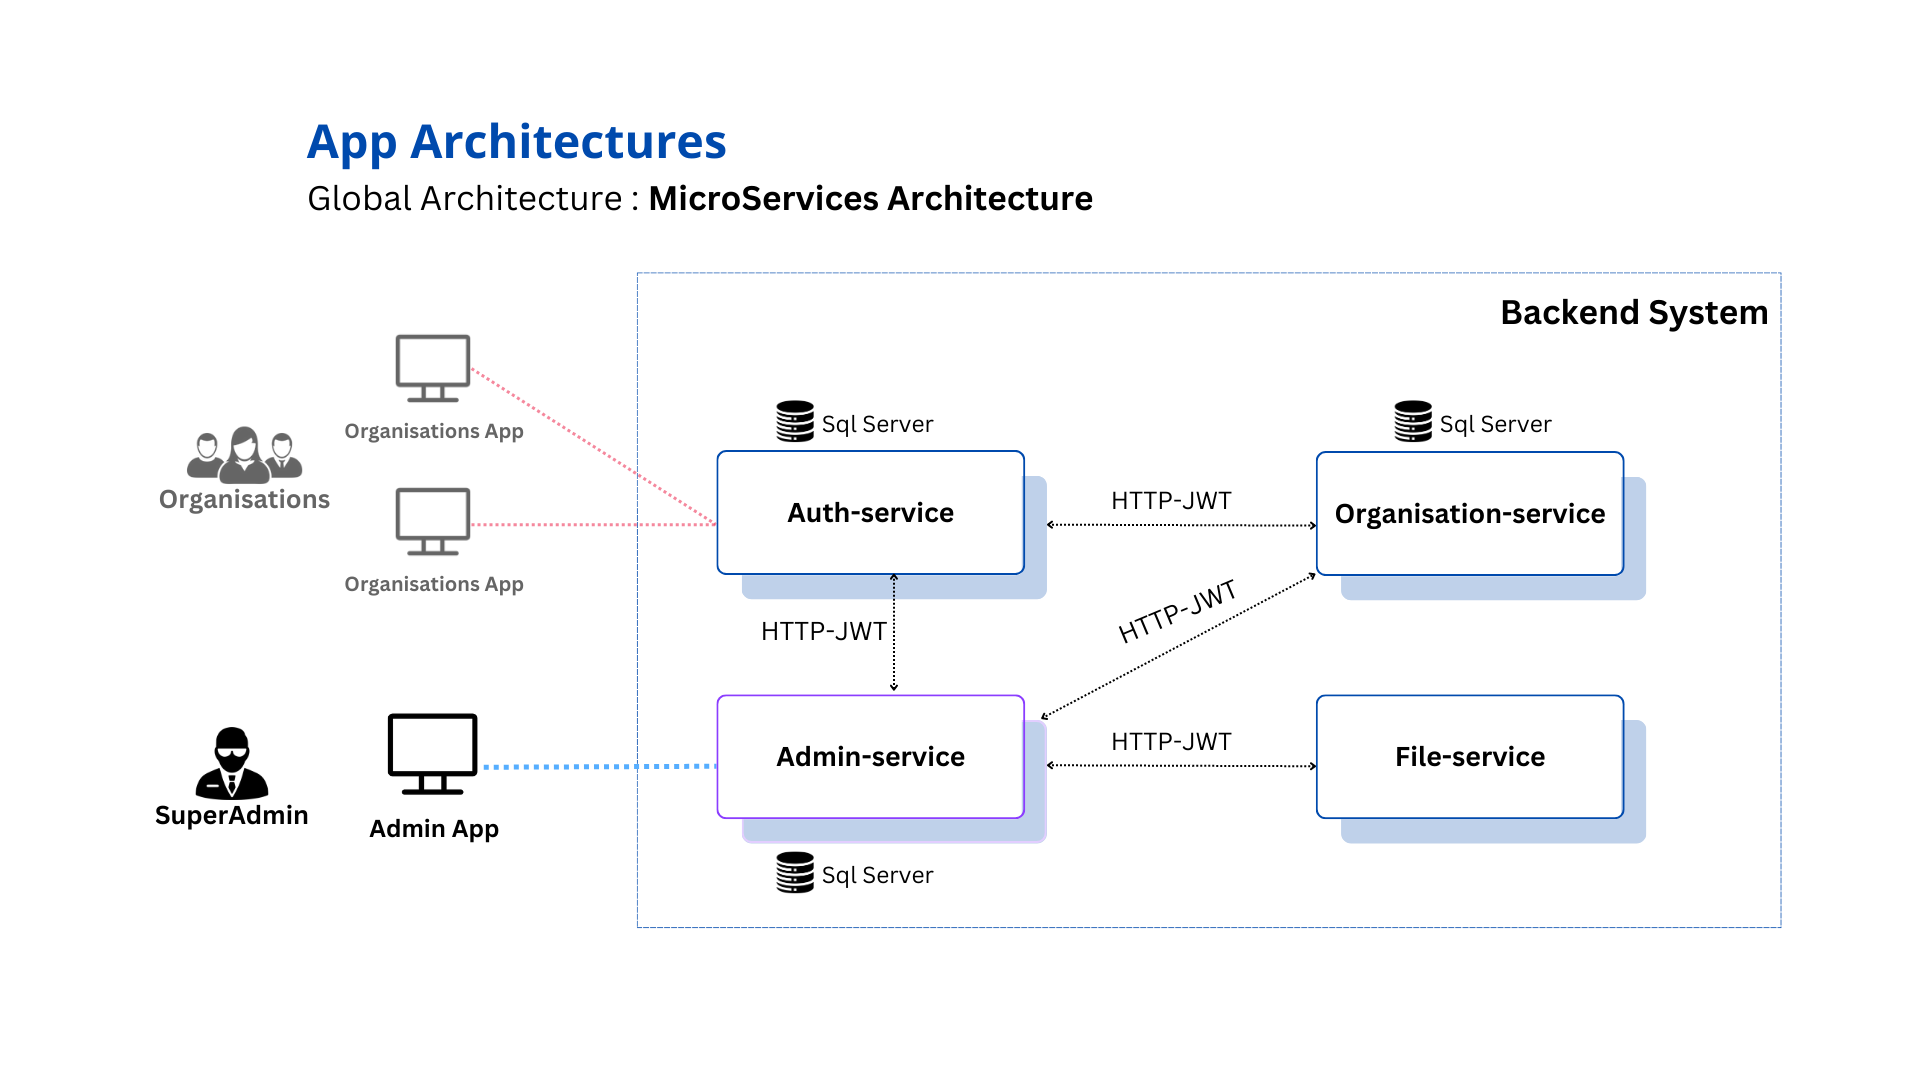 App Architectures
Global Architecture : MicroServices Architecture
Backend System
Organisations App
Organisations
Organisations App
Sql Server
Sql Server
Auth-service
HTTP-JWT
Organisation-service
HTTP-JWT
HTTP-JWT
SuperAdmin
Admin App
Admin-service
HTTP-JWT
File-service
Sql Server